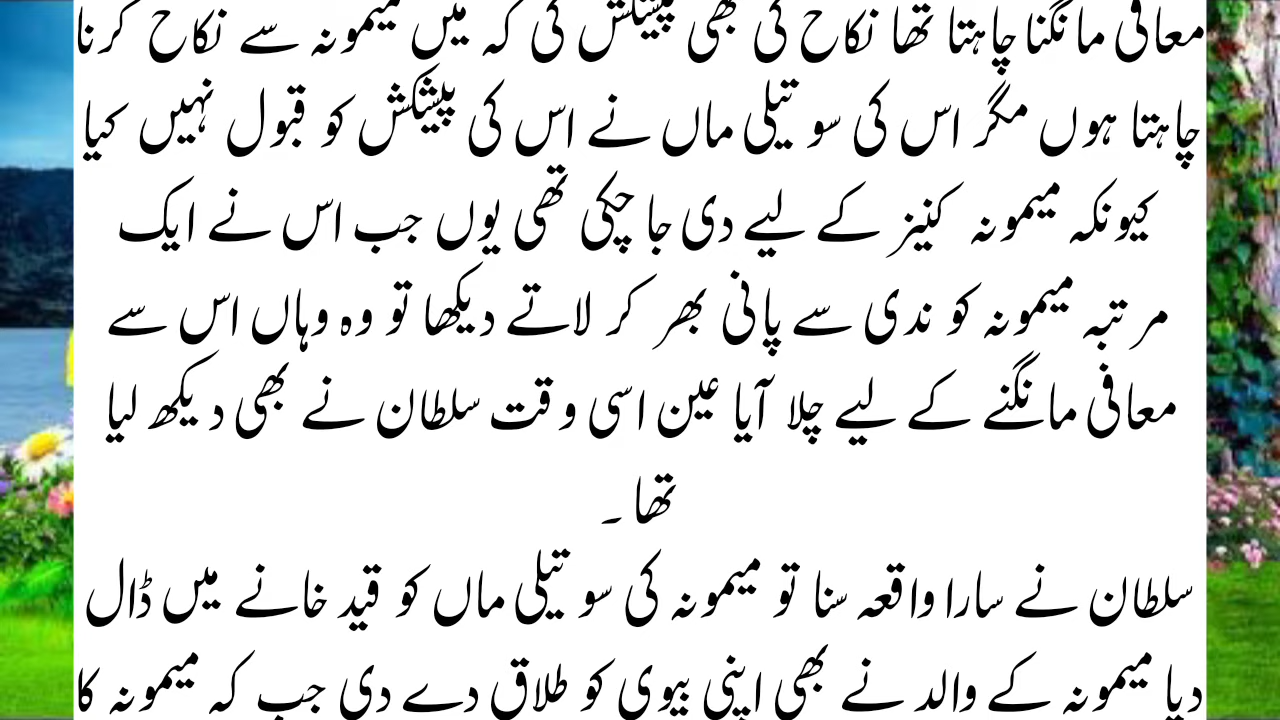 معافی مانگنا چاہتا تھا نکاح کی بھی پیشکش کی کہ میں میمونہ سے نکاح کرنا
چاہتا ہوں مگر اس کی سوتیلی ماں نے اس کی پیشکش کو قبول نہیں کیا
کیونکہ میمونہ کنیز کے لیے دی جا چکی تھی یوں جب اس نے ایک
مرتبہ میمونہ کو ندی سے پانی بھر کر لاتے دیکھا تو وہ وہاں اس سے
معافی مانگنے کے لیے چلا آیا عین اسی وقت سلطان نے بھی دیکھ لیا
تھا۔
سلطان نے سارا واقعہ سنا تو میمونہ کی سوتیلی ماں کو قید خانے میں ڈال
دیا میمونہ کے والد نے بھی اپنی بیوی کو طلاق دے دی جب کہ میمونہ کا